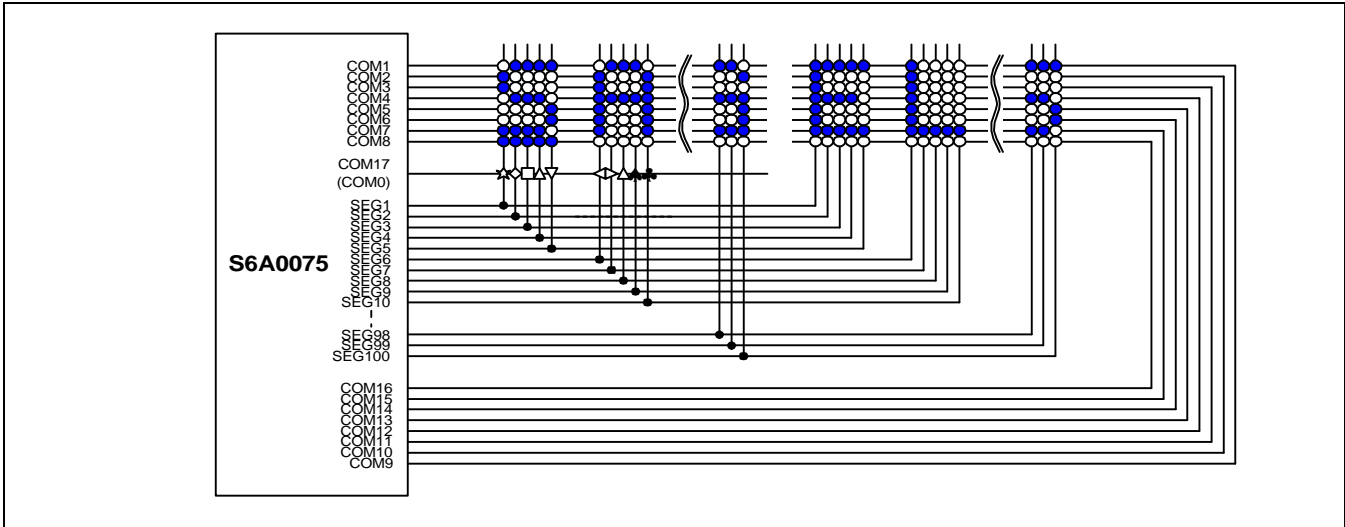 COM1
COM2
COM3
COM4
COM5
COM6
COM7
COM8
COM17
(COM0)
SEG1
SEG2
SEG3
SEG4
SEG5
S6A0075
SEG6
SEG7
SEG8
SEG9
SEG10
SEG98
SEG99
SEG100
COM16
COM15
COM14
COM13
COM12
COM11
COM10
COM9